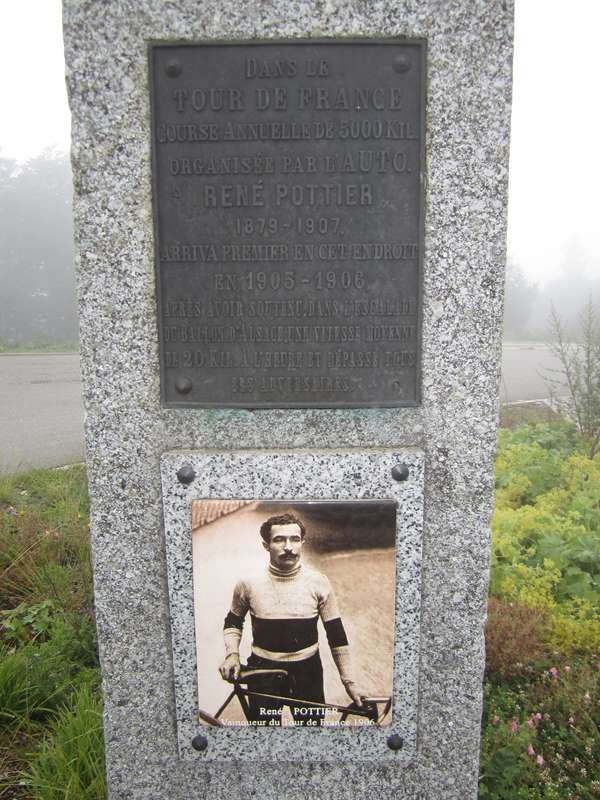 DANS LE
TOUR DE FRANCE
COURSE ANNUELLE DE 5000 KIL.
ORGANISÉE PAR L'AUTO.
RENÉ POTTIER
1879-1907.
ARRIVA PREMIER EN CET ENDROIT
EN 1905-1906
APRÈS AVOIR SOUTENU, DANS L'ESCALADE
DU BALLON D'ALSACE, UNE VITESSE MOYENNE
DE 20 KIL. A L'HEURE ET DÉPASSÉ TOUS
SES ADVERSAIRES
René POTTIER
Vainqueur du Tour de France 1906